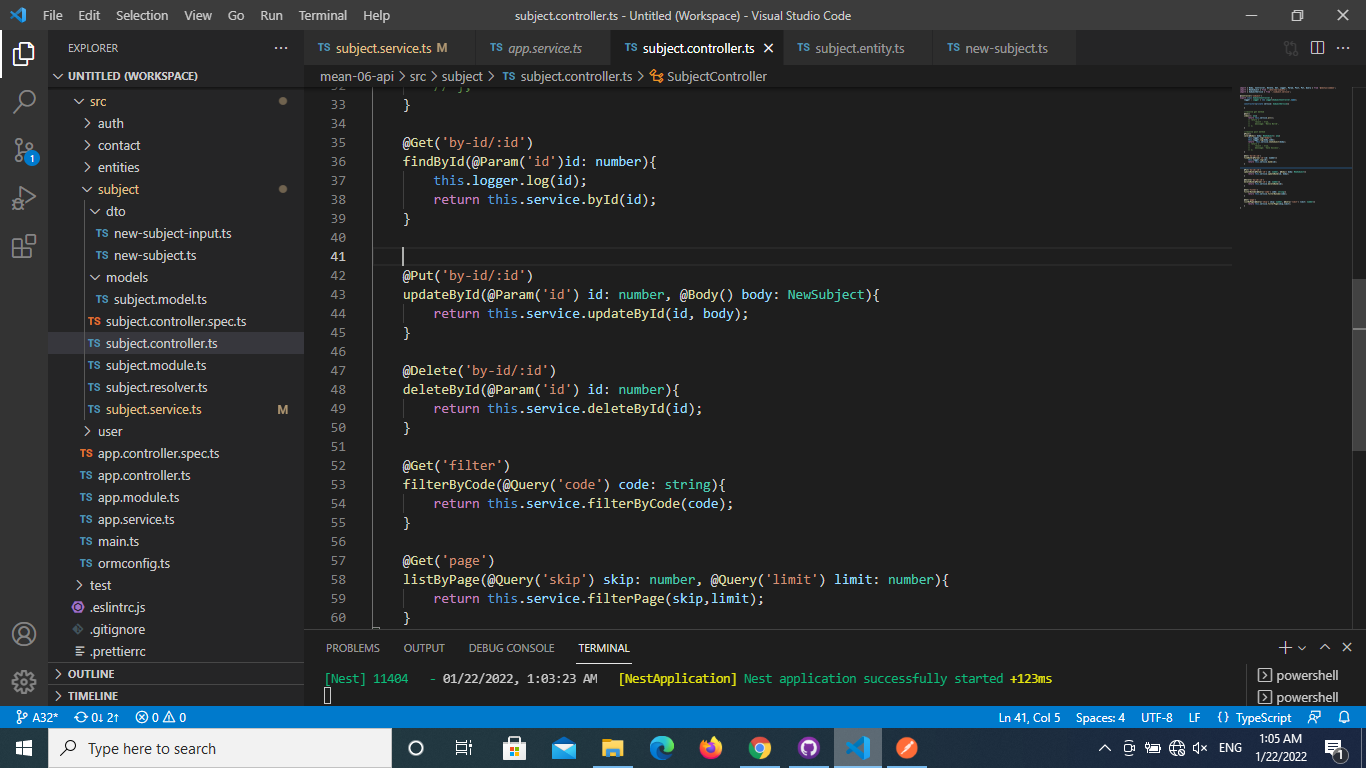 File Edit Selection View Go Run Terminal Help
subject.controller.ts - Untitled (Workspace) - Visual Studio Code
EXPLORER
UNTITLED (WORKSPACE)
src
auth
contact
entities
subject
dto
TS new-subject-input.ts
TS new-subject.ts
models
TS subject.model.ts
TS subject.controller.spec.ts
TS subject.controller.ts
TS subject.module.ts
TS subject.resolver.ts
TS subject.service.ts M
user
TS app.controller.spec.ts
TS app.controller.ts
TS app.module.ts
TS app.service.ts
TS main.ts
TS ormconfig.ts
test
.eslintrc.js
.gitignore
.prettierrc
OUTLINE
TIMELINE
1
TS subject.service.ts M TS app.service.ts TS subject.controller.ts TS subject.entity.ts TS new-subject.ts
mean-06-api > src > subject > TS subject.controller.ts > SubjectController
32 // };
33 }
34
35 @Get('by-id/:id')
36 findById(@Param('id')id: number){
37 this.logger.log(id);
38 return this.service.byId(id);
39 }
40
41
42 @Put('by-id/:id')
43 updateById(@Param('id') id: number, @Body() body: NewSubject){
44 return this.service.updateById(id, body);
45 }
46
47 @Delete('by-id/:id')
48 deleteById(@Param('id') id: number){
49 return this.service.deleteById(id);
50 }
51
52 @Get('filter')
53 filterByCode(@Query('code') code: string){
54 return this.service.filterByCode(code);
55 }
56
57 @Get('page')
58 listByPage(@Query('skip') skip: number, @Query('limit') limit: number){
59 return this.service.filterPage(skip,limit);
60 }
PROBLEMS OUTPUT DEBUG CONSOLE TERMINAL
[Nest] 11404 - 01/22/2022, 1:03:23 AM [NestApplication] Nest application successfully started +123ms
powershell
powershell
A32* 0↓ 2↑ 0 0 Ln 41, Col 5 Spaces: 4 UTF-8 LF {} TypeScript
Type here to search
ENG
1:05 AM
1/22/2022
1